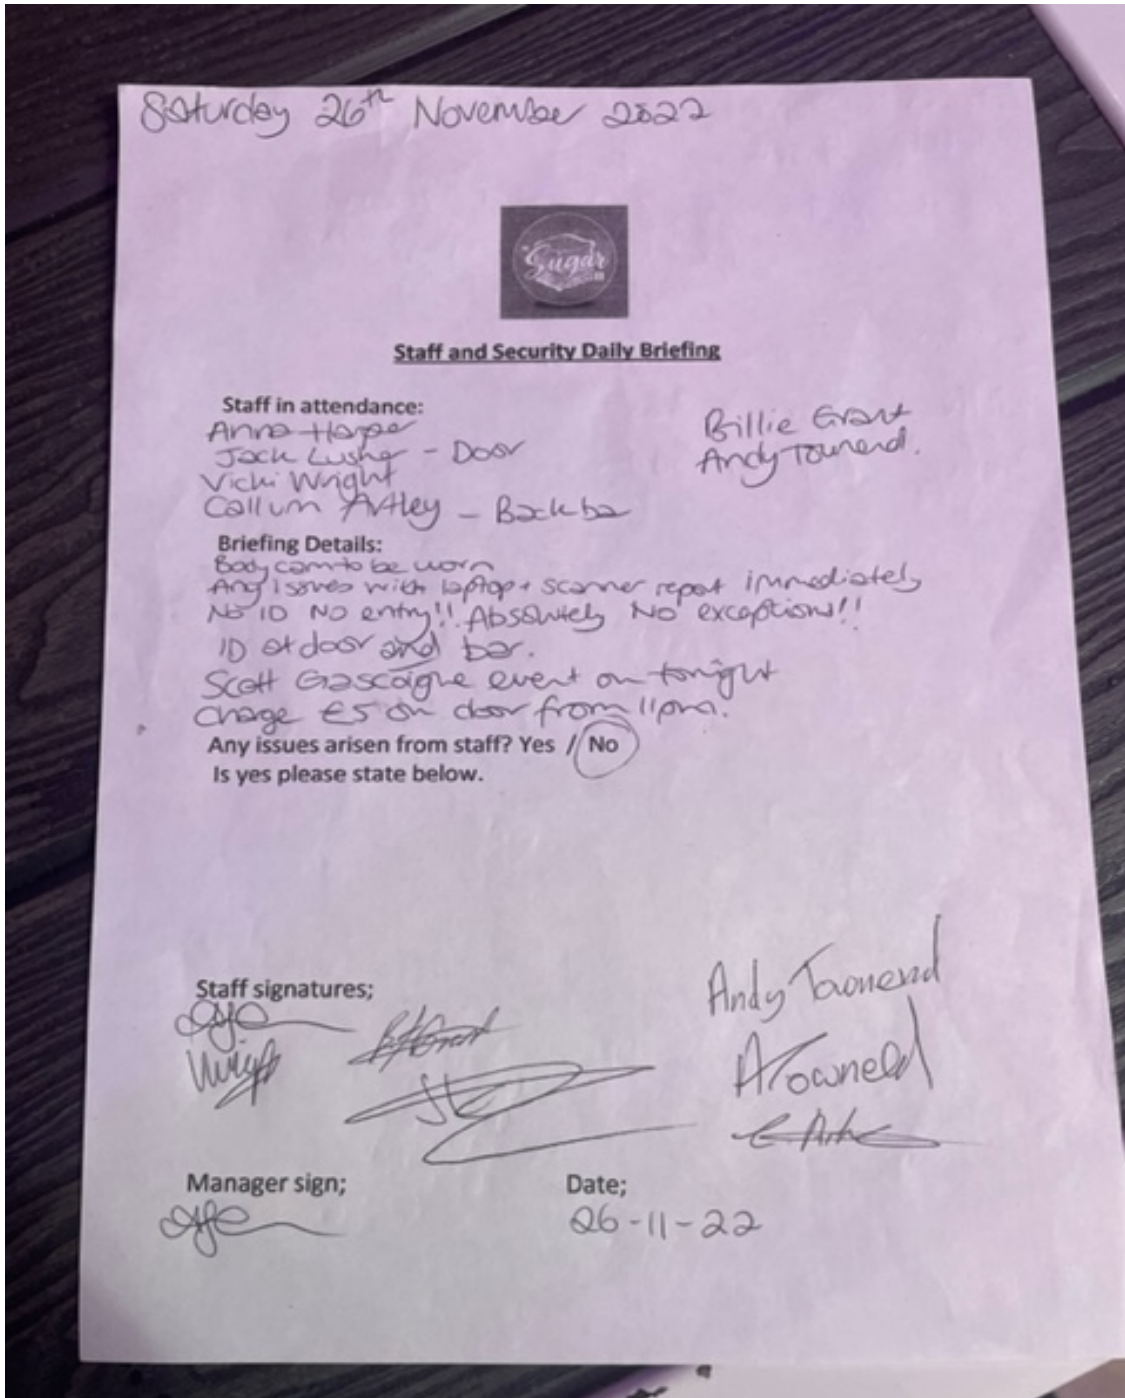 Saturday 26th November 2022
Sugar
Staff and Security Daily Briefing
Staff in attendance:
Anna Harper
Jack Lusher - Door
Vicki Wright
Callum Artley - Back bar
Billie Grant
Andy Townend.
Briefing Details:
Body cam to be worn
Any issues with laptop + scanner report immediately
No ID No entry!! Absolutely No exceptions!!
ID at door and bar.
Scott Gascoigne event on tonight
Charge £5 on door from 11pm.
Any issues arisen from staff? Yes / No
Is yes please state below.
Staff signatures;
Andy Townend
Manager sign;
Date;
26-11-22